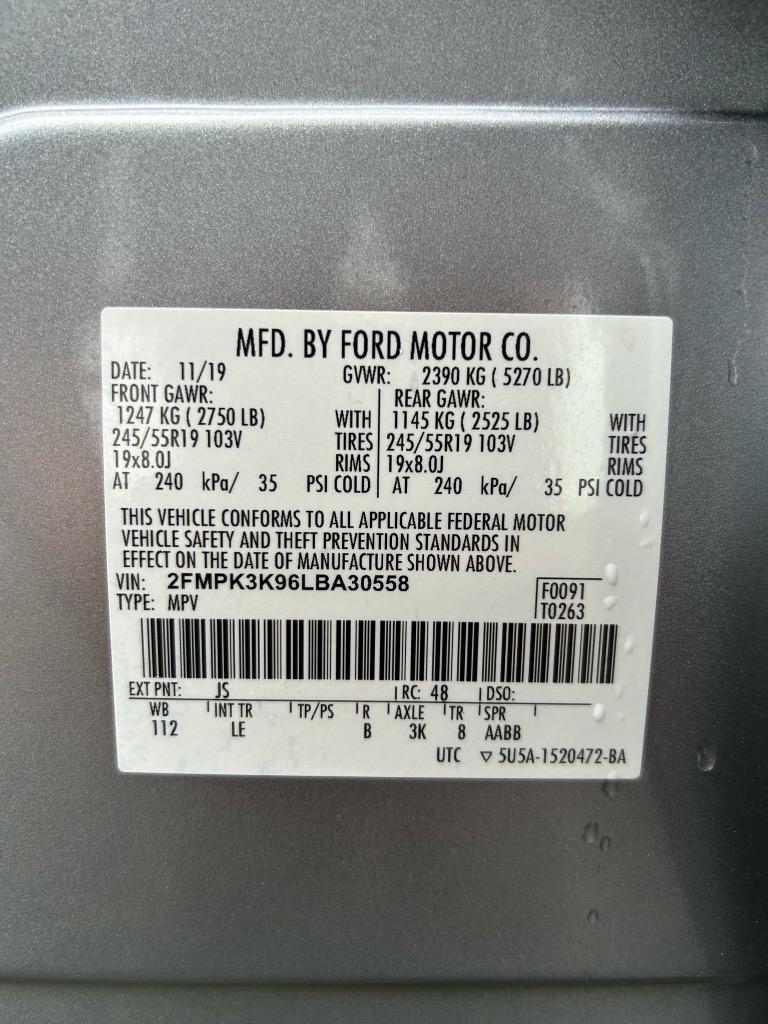 MFD. BY FORD MOTOR CO.
DATE: 11/19 GVWR: 2390 KG ( 5270 LB)
FRONT GAWR: REAR GAWR:
1247 KG ( 2750 LB) WITH 1145 KG ( 2525 LB) WITH
245/55R19 103V TIRES 245/55R19 103V TIRES
19x8.0J RIMS 19x8.0J RIMS
AT 240 kPa/ 35 PSI COLD AT 240 kPa/ 35 PSI COLD
THIS VEHICLE CONFORMS TO ALL APPLICABLE FEDERAL MOTOR
VEHICLE SAFETY AND THEFT PREVENTION STANDARDS IN
EFFECT ON THE DATE OF MANUFACTURE SHOWN ABOVE.
VIN: 2FMPK3K96LBA30558
TYPE: MPV
F0091
T0263
EXT PNT: JS RC: 48 DSO:
WB INT TR TP/PS R AXLE TR SPR
112 LE B 3K 8 AABB
UTC ▽ 5U5A-1520472-BA